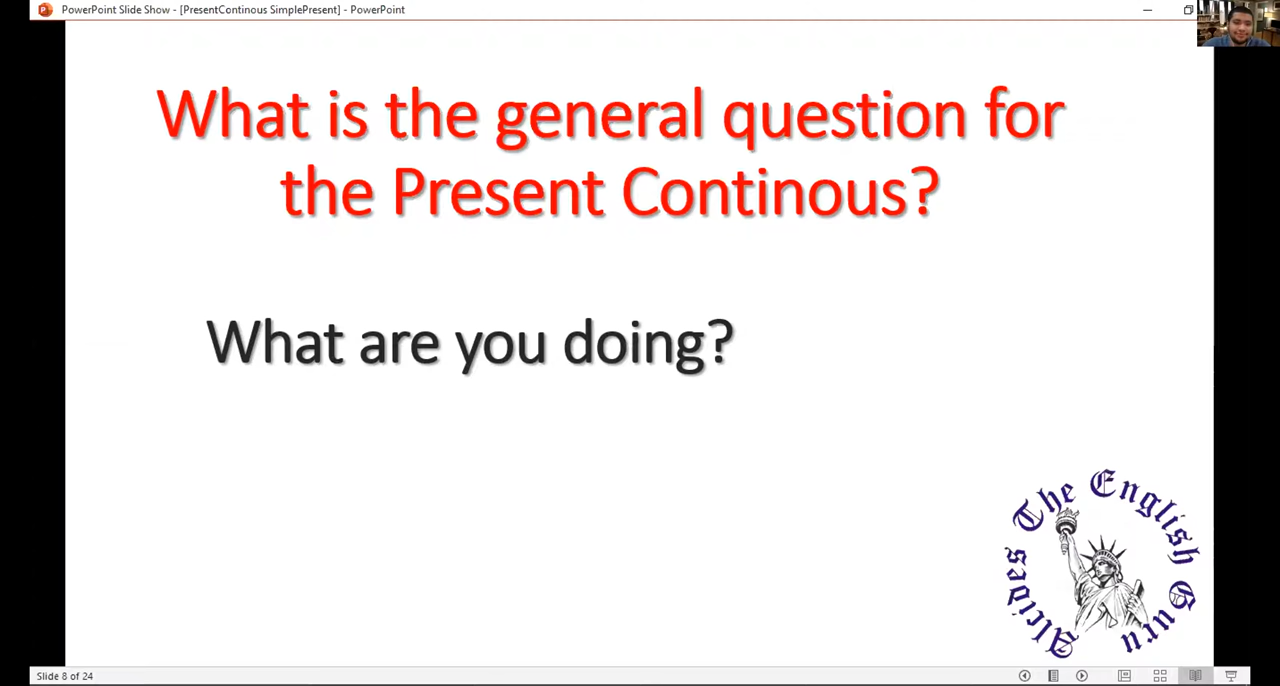 PowerPoint Slide Show - [PresentContinous SimplePresent] - PowerPoint
What is the general question for
the Present Continous?
What are you doing?
Alcides The English Guru
Slide 8 of 24